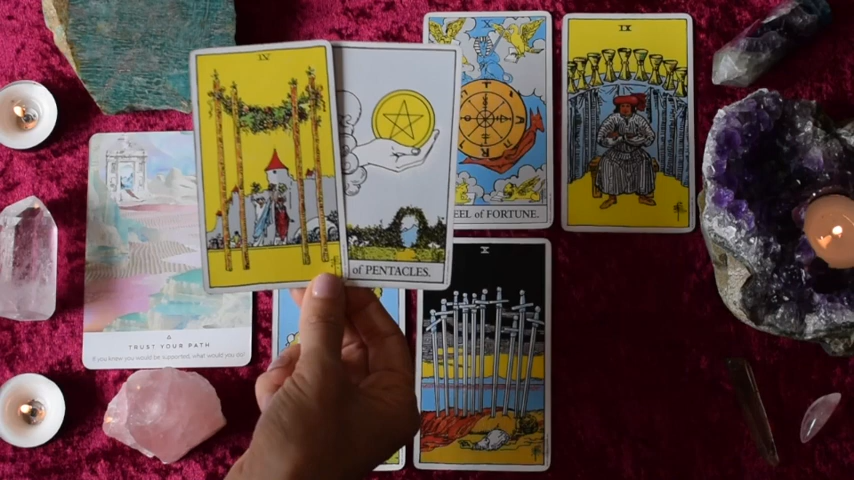 IV
X
IX
of PENTACLES.
EEL of FORTUNE.
X
TRUST YOUR PATH
If you knew you would be supported, what would you do?